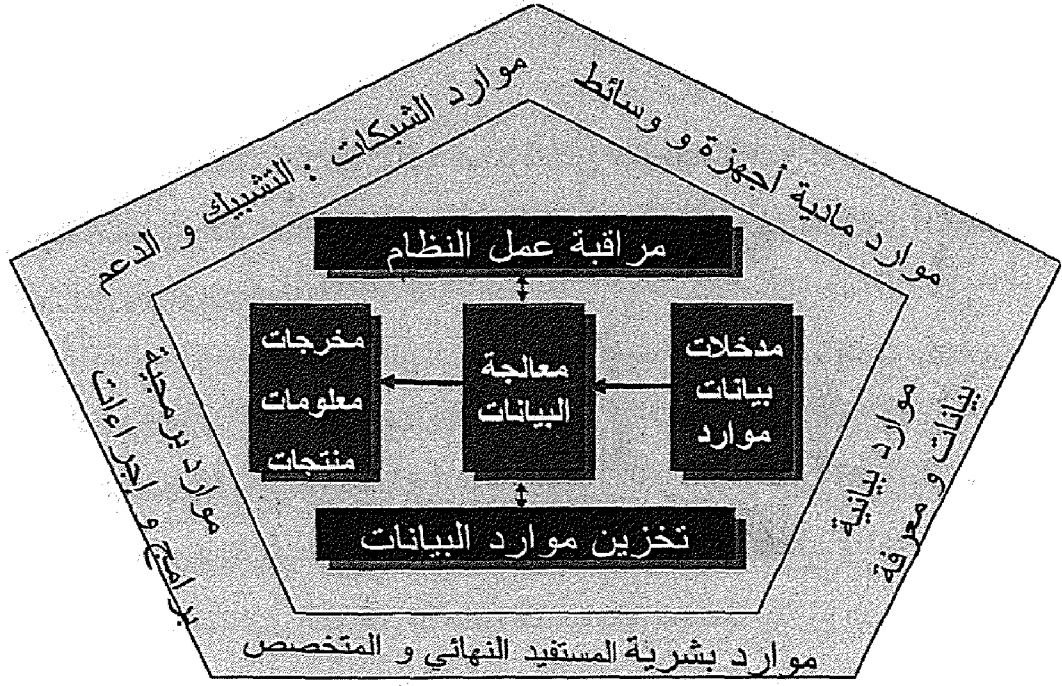 موارد الشبكات : التشبيك و الدعم
موارد مادية أجهزة و وسائط
مراقبة عمل النظام
مدخلات
بيانات
موارد
معالجة
البيانات
مخرجات
معلومات
منتجات
تخزين موارد البيانات
موارد بيانية
بيانات و معرفة
موارد برمجية
برامج و إجراءات
موارد بشرية المستفيد النهائي و المتخصص